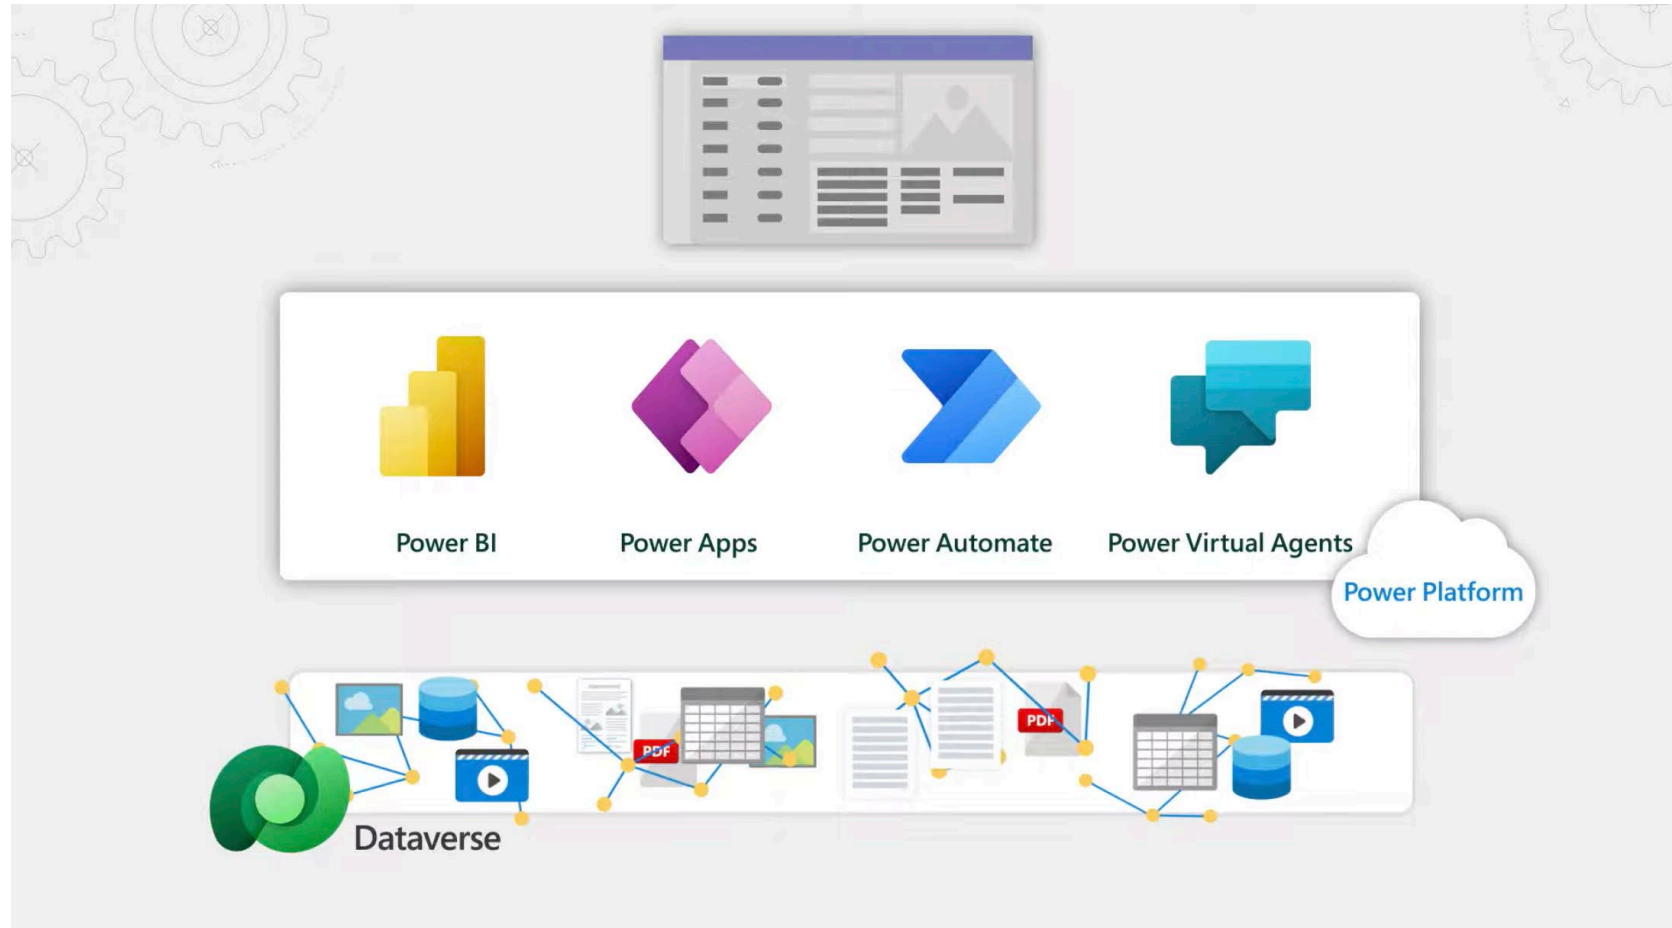 Power BI
Power Apps
Power Automate
Power Virtual Agents
Power Platform
PDF
PDF
Dataverse